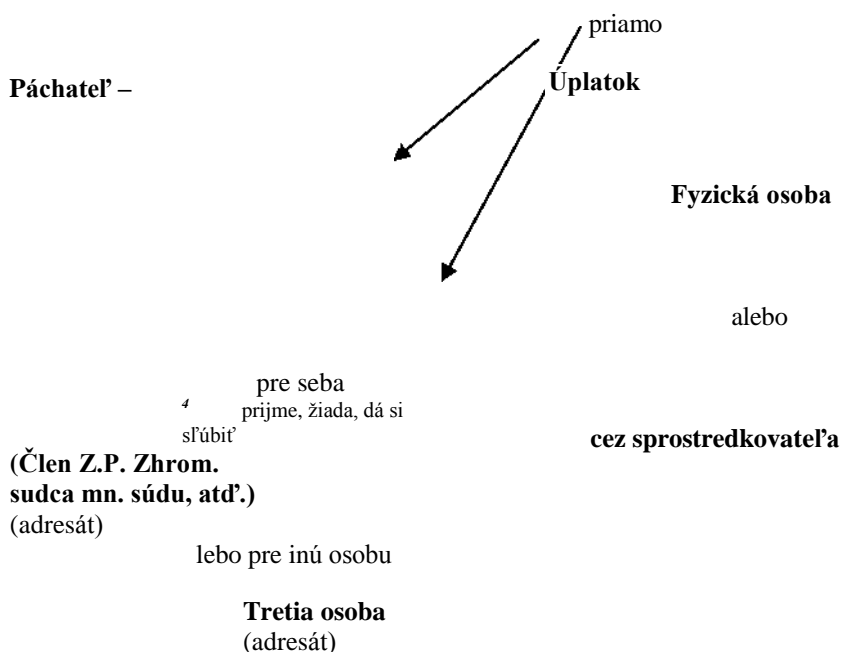 priamo
Páchateľ –
Úplatok
Fyzická osoba
alebo
pre seba
4
prijme, žiada, dá si
sľúbiť
cez sprostredkovateľa
(Člen Z.P. Zhrom.
sudca mn. súdu, atď.)
(adresát)
lebo pre inú osobu
Tretia osoba
(adresát)